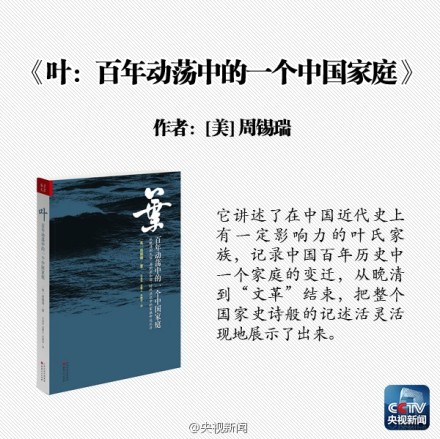 《叶：百年动荡中的一个中国家庭》
作者：[美] 周锡瑞
叶
葉
百年动荡中的一个中国家庭
它讲述了在中国近代史上
有一定影响力的叶氏家
族，记录中国百年历史中
一个家庭的变迁，从晚清
到“文革”结束，把整个
国家史诗般的记述活灵活
现地展示了出来。
CCTV
央视新闻
@央视新闻